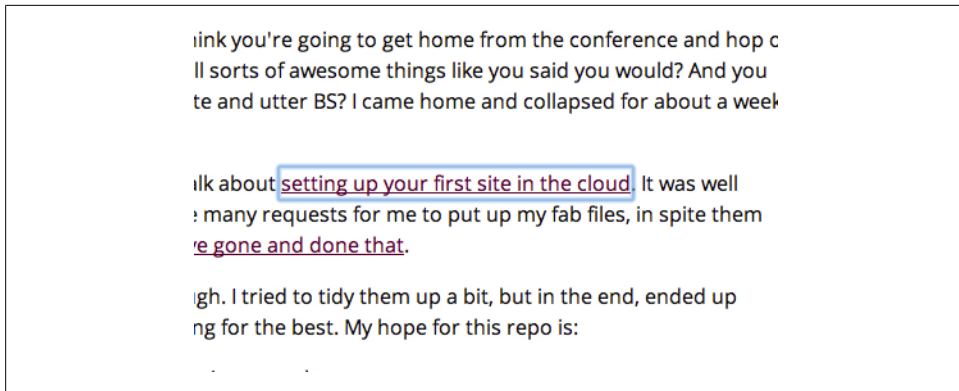 ink you're going to get home from the conference and hop
ll sorts of awesome things like you said you would? And you
te and utter BS? I came home and collapsed for about a week
lk about setting up your first site in the cloud. It was well
many requests for me to put up my fab files, in spite them
ve gone and done that.
gh. I tried to tidy them up a bit, but in the end, ended up
ng for the best. My hope for this repo is: